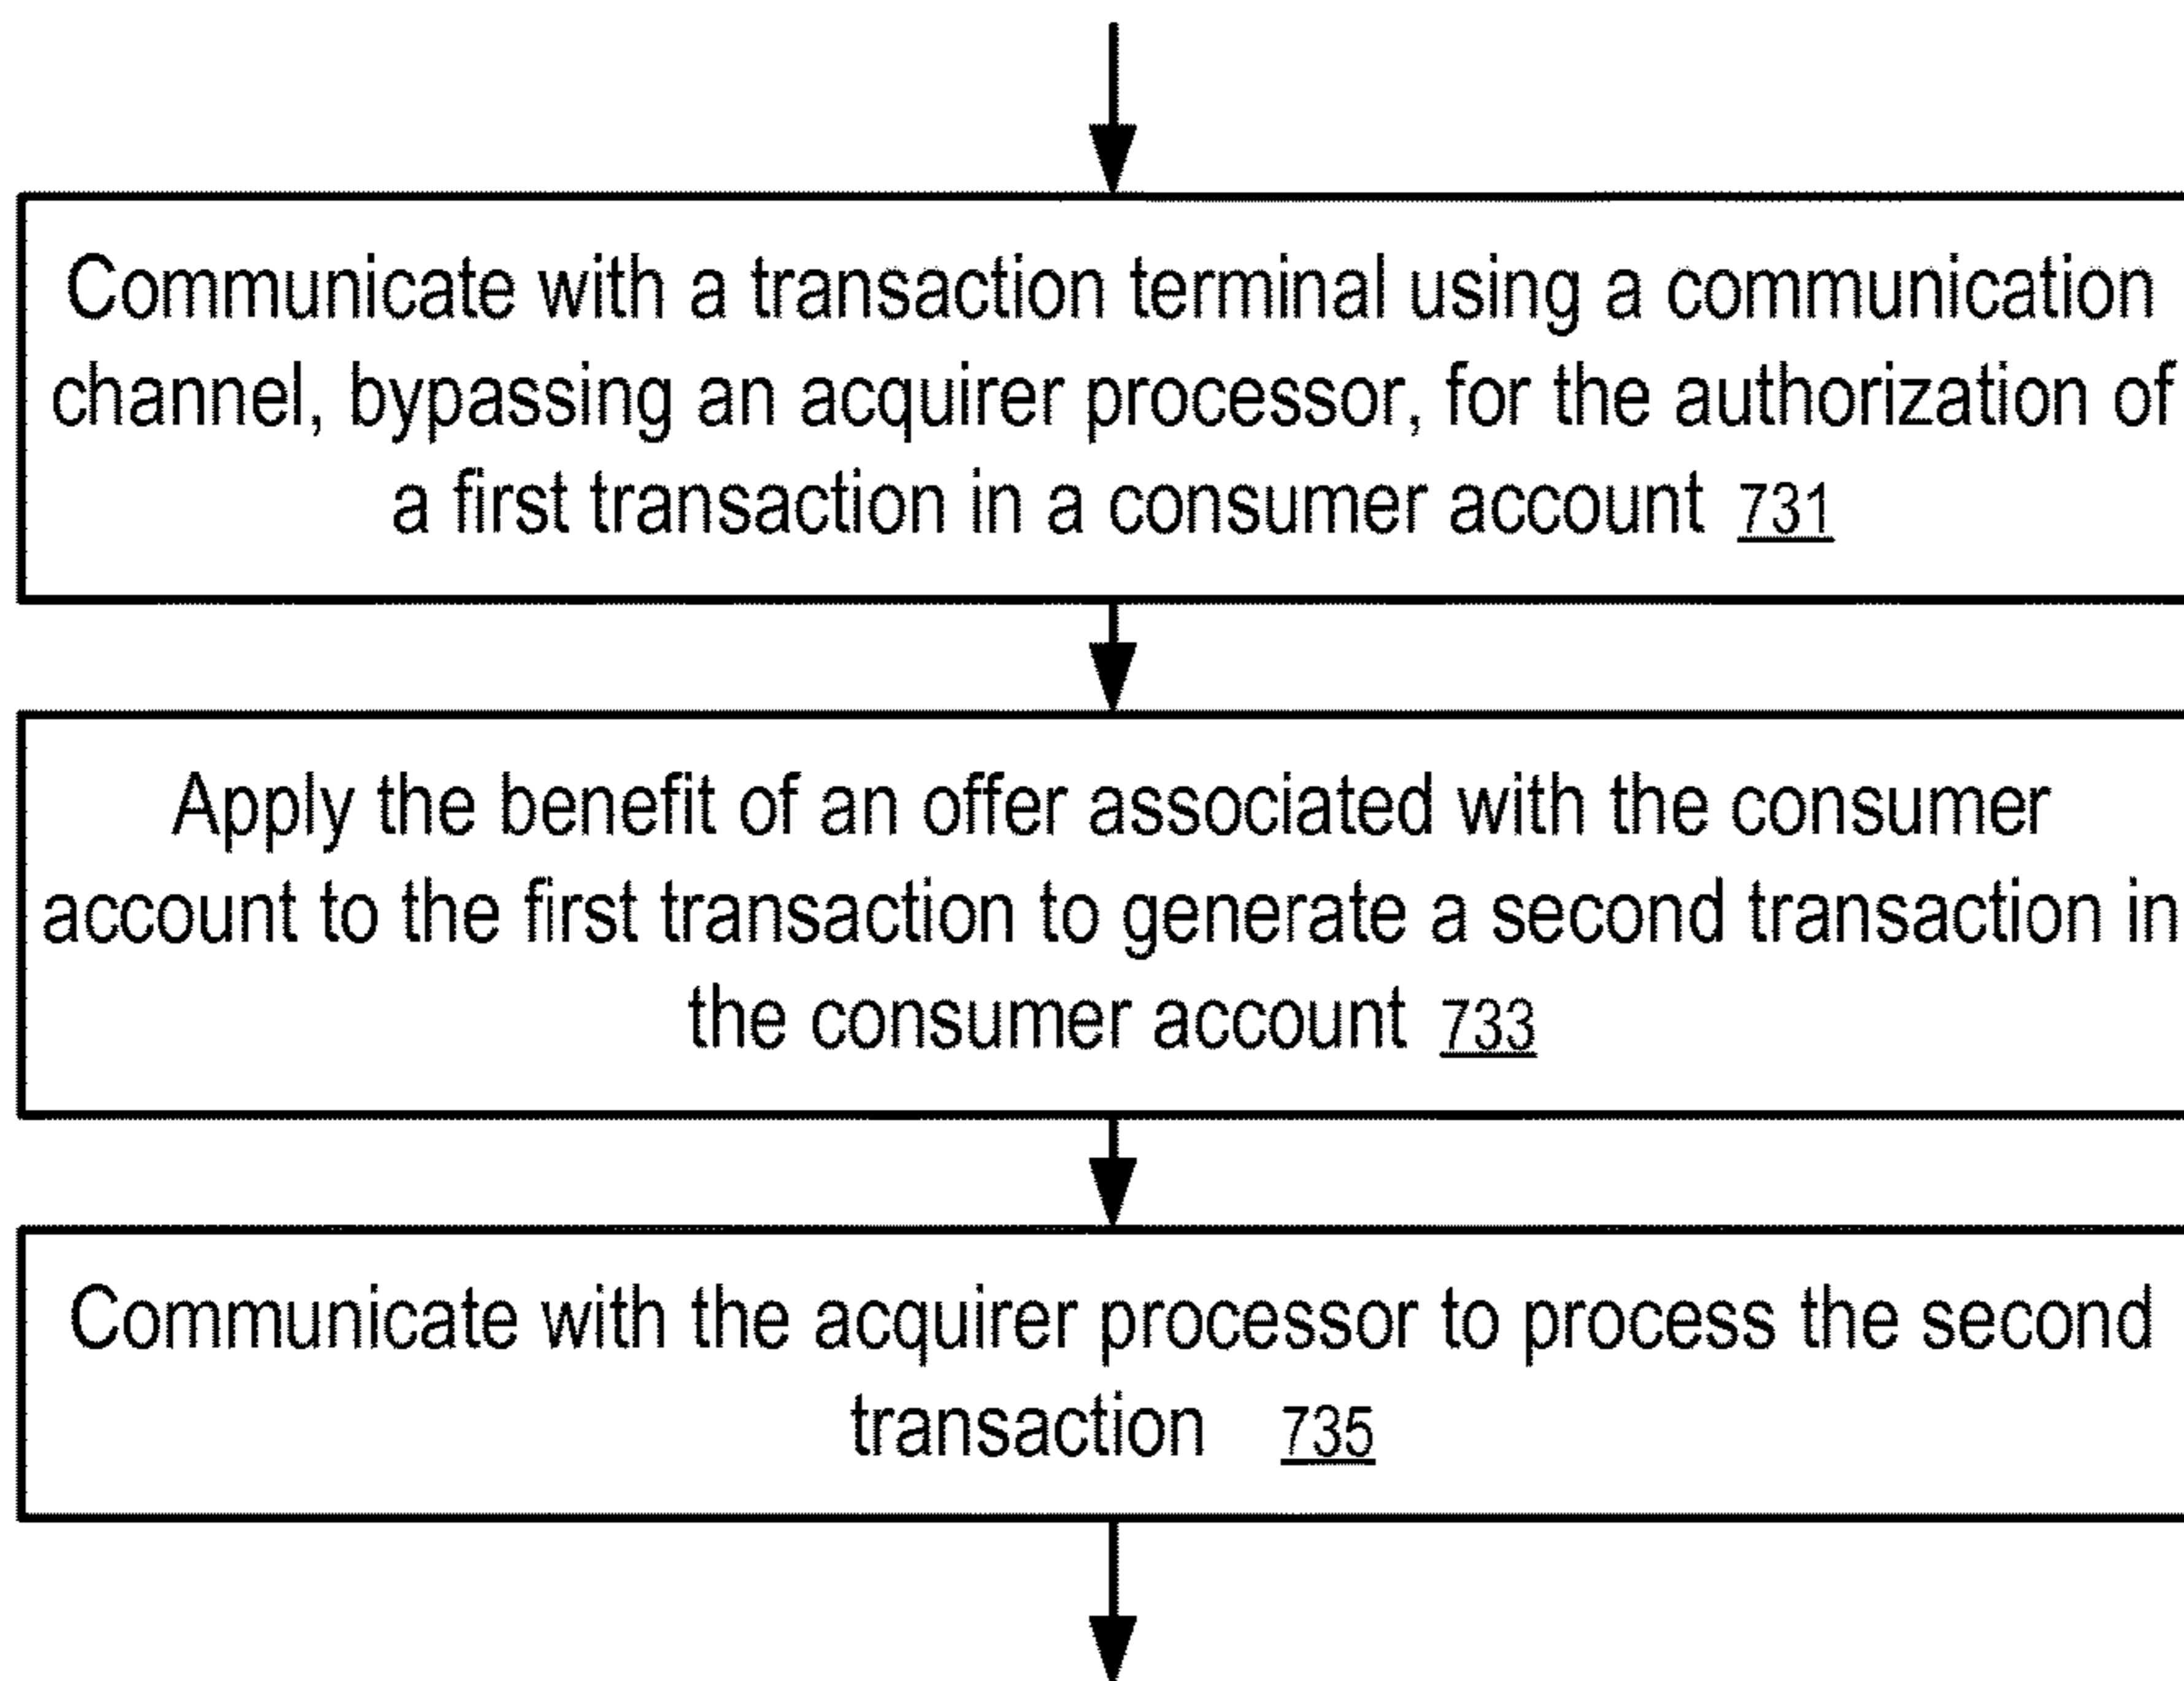 Communicate with a transaction terminal using a communication
channel, bypassing an acquirer processor, for the authorization of
a first transaction in a consumer account 731
Apply the benefit of an offer associated with the consumer
account to the first transaction to generate a second transaction in
the consumer account 733
Communicate with the acquirer processor to process the second
transaction 735